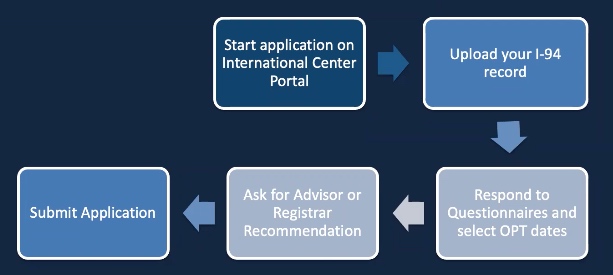 Start application on
International Center
Portal
Upload your I-94
record
Respond to
Questionnaires and
select OPT dates
Ask for Advisor or
Registrar
Recommendation
Submit Application